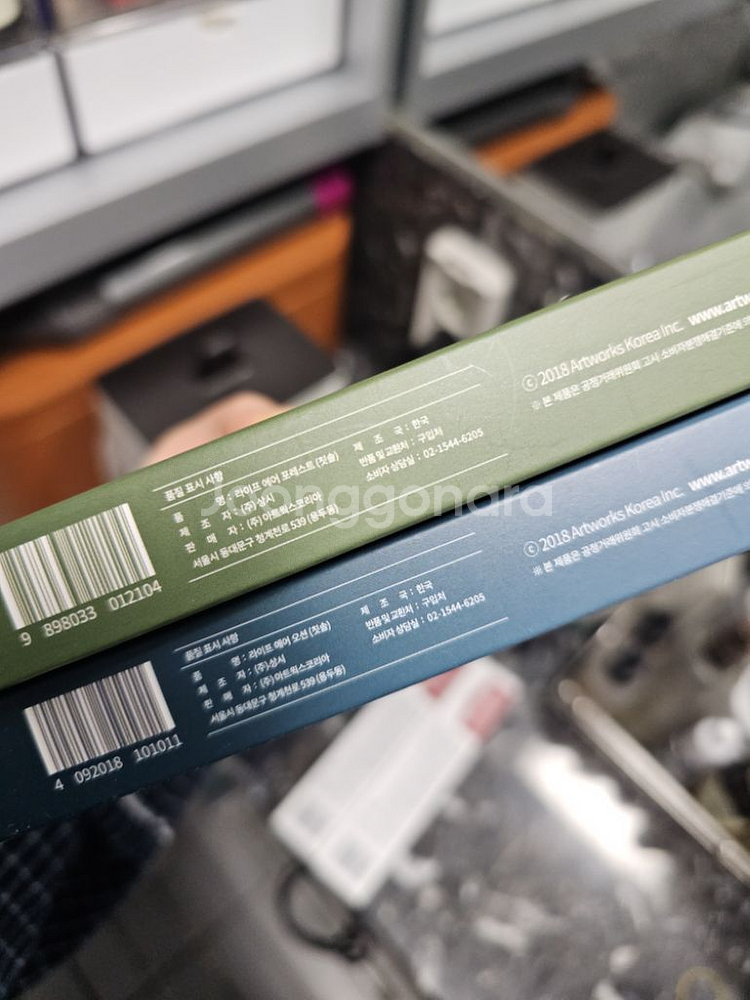 품질 표시 사항
품 명 : 라이프 에어 포레스트 (칫솔)
제 조 자 : (주)상시
판 매 자 : (주)아트웍스코리아
서울시 동대문구 청계천로 539 (용두동)
제 조 국 : 한국
반품 및 교환처 : 구입처
소비자 상담실 : 02-1544-6205
ⓒ2018 Artworks Korea Inc. www.artw
※ 본 제품은 공정거래위원회 고시 소비자분쟁해결기준에
9 898033 012104
Joonggonara
품질 표시 사항
품 명 : 라이프 에어 오션 (칫솔)
제 조 자 : (주)상시
판 매 자 : (주)아트웍스코리아
서울시 동대문구 청계천로 539 (용두동)
제 조 국 : 한국
반품 및 교환처 : 구입처
소비자 상담실 : 02-1544-6205
ⓒ2018 Artworks Korea Inc. www.artw
※ 본 제품은 공정거래위원회 고시 소비자분쟁해결기준에
4 092018 101011